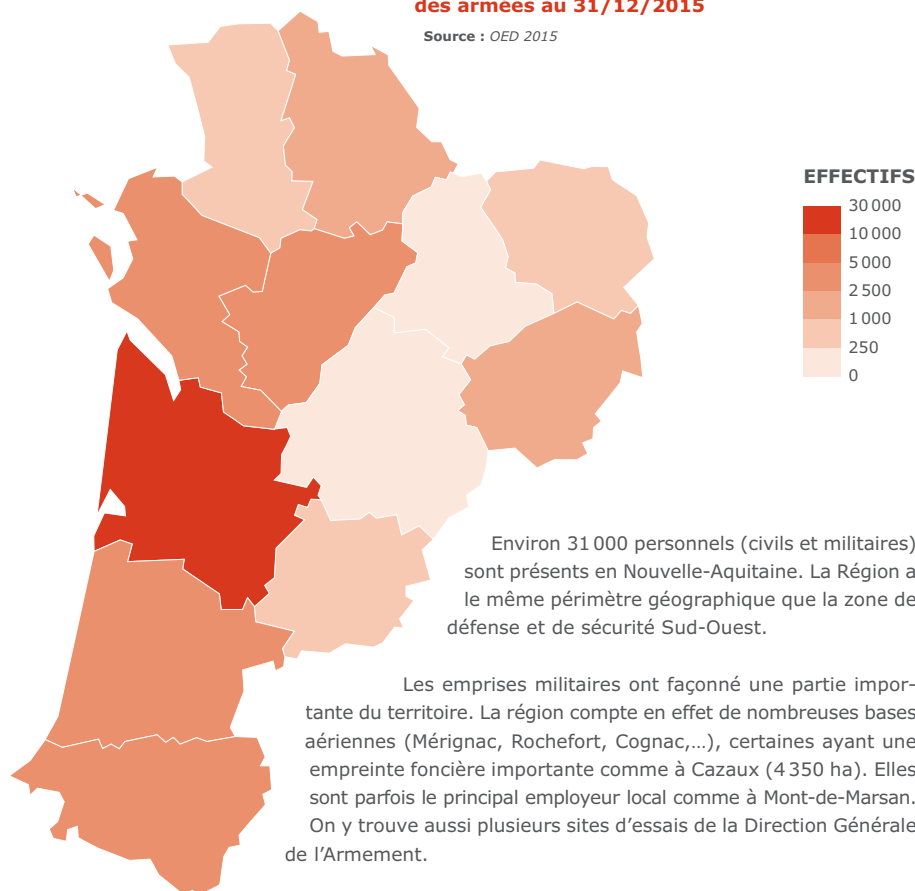 des armées au 31/12/2015
Source : OED 2015
EFFECTIFS
30 000
10 000
5 000
2 500
1 000
250
0
Environ 31 000 personnels (civils et militaires)
sont présents en Nouvelle-Aquitaine. La Région a
le même périmètre géographique que la zone de
défense et de sécurité Sud-Ouest.
Les emprises militaires ont façonné une partie impor-
tante du territoire. La région compte en effet de nombreuses bases
aériennes (Mérignac, Rochefort, Cognac,...), certaines ayant une
empreinte foncière importante comme à Cazaux (4 350 ha). Elles
sont parfois le principal employeur local comme à Mont-de-Marsan.
On y trouve aussi plusieurs sites d'essais de la Direction Générale
de l'Armement.